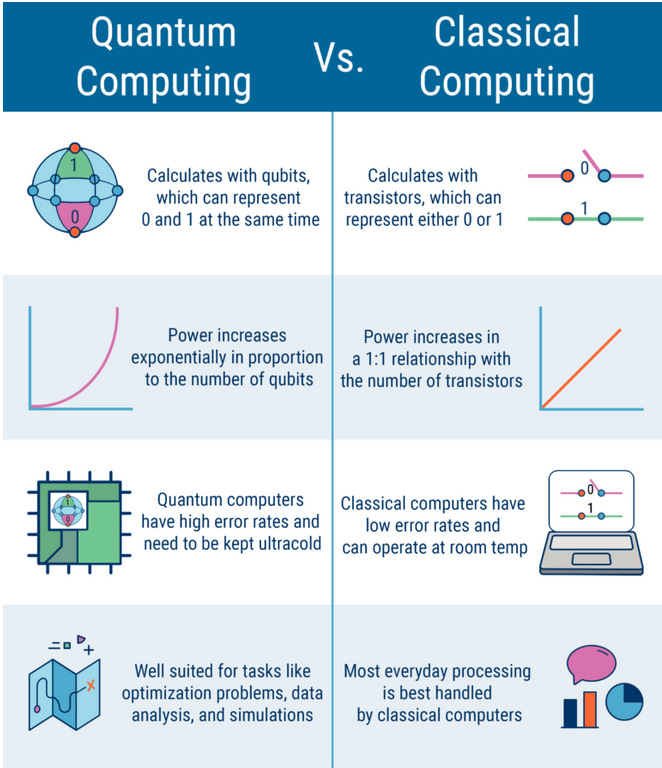 Quantum
Computing
Vs.
Classical
Computing
1
0
Calculates with qubits,
which can represent
0 and 1 at the same time
Calculates with
transistors, which can
represent either 0 or 1
0
1
Power increases
exponentially in proportion
to the number of qubits
Power increases in
a 1:1 relationship with
the number of transistors
1
0
Quantum computers
have high error rates and
need to be kept ultracold
Classical computers have
low error rates and
can operate at room temp
0
1
Well suited for tasks like
optimization problems, data
analysis, and simulations
Most everyday processing
is best handled
by classical computers